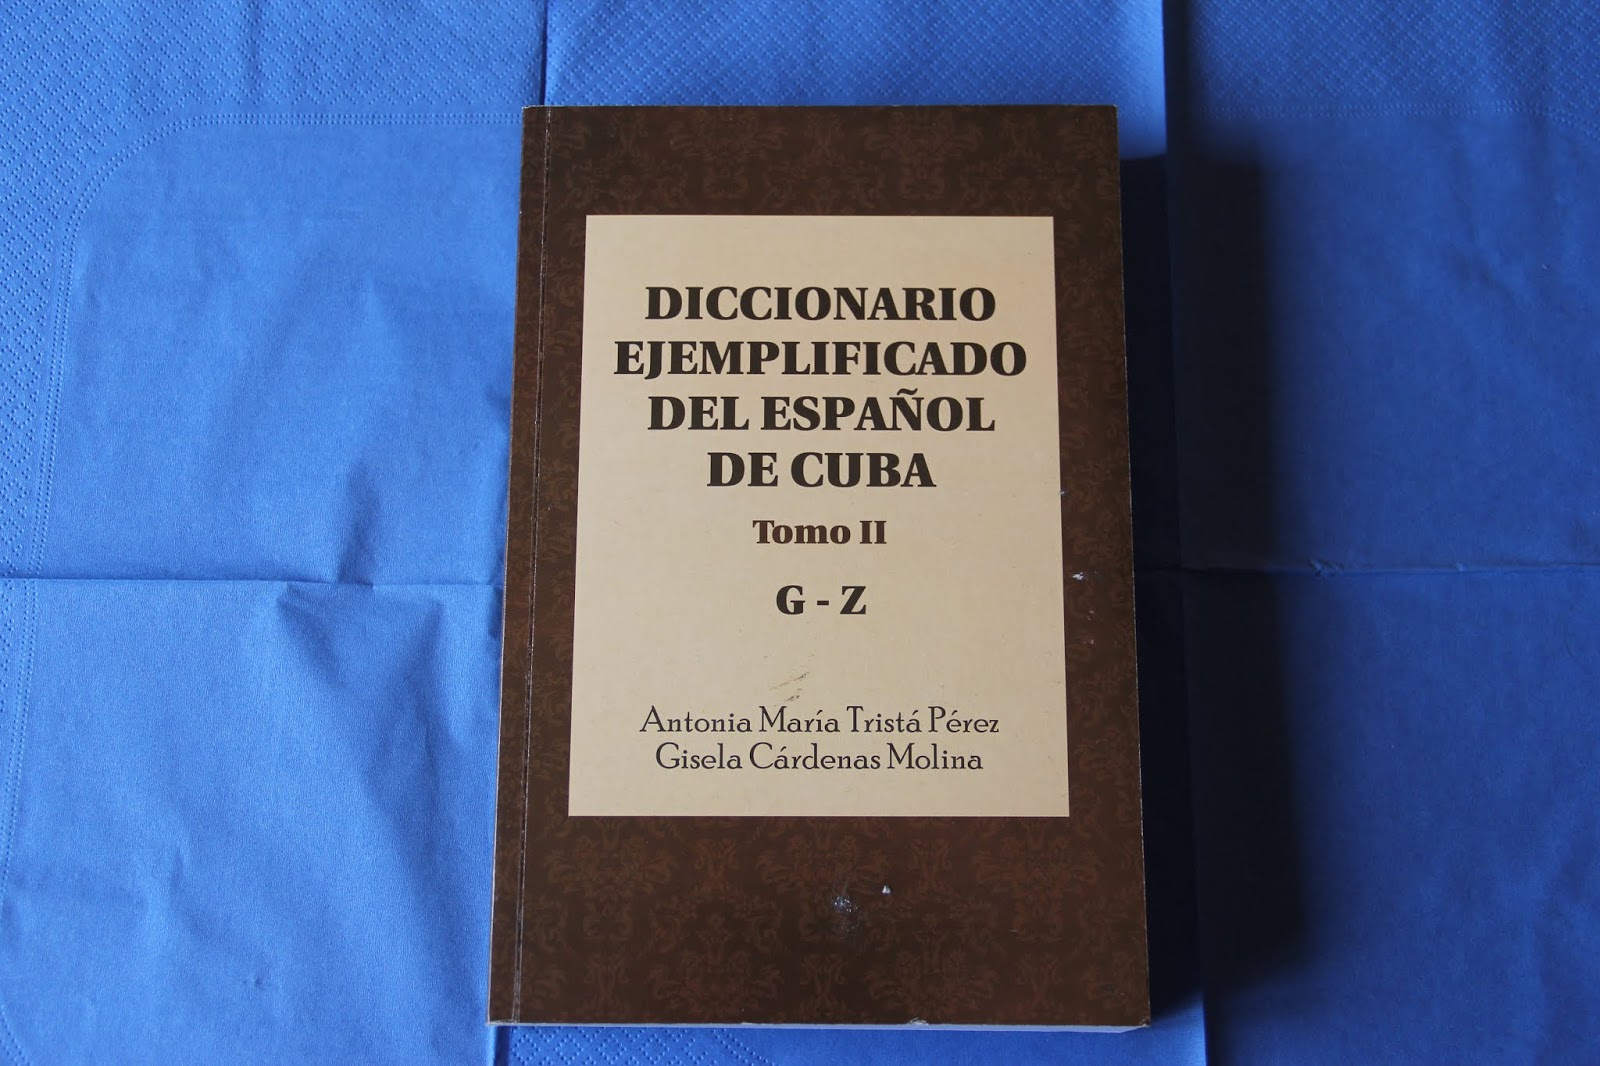 DICCIONARIO
EJEMPLIFICADO
DEL ESPAÑOL
DE CUBA
Tomo II
G - Z
Antonia María Tristá Pérez
Gisela Cárdenas Molina